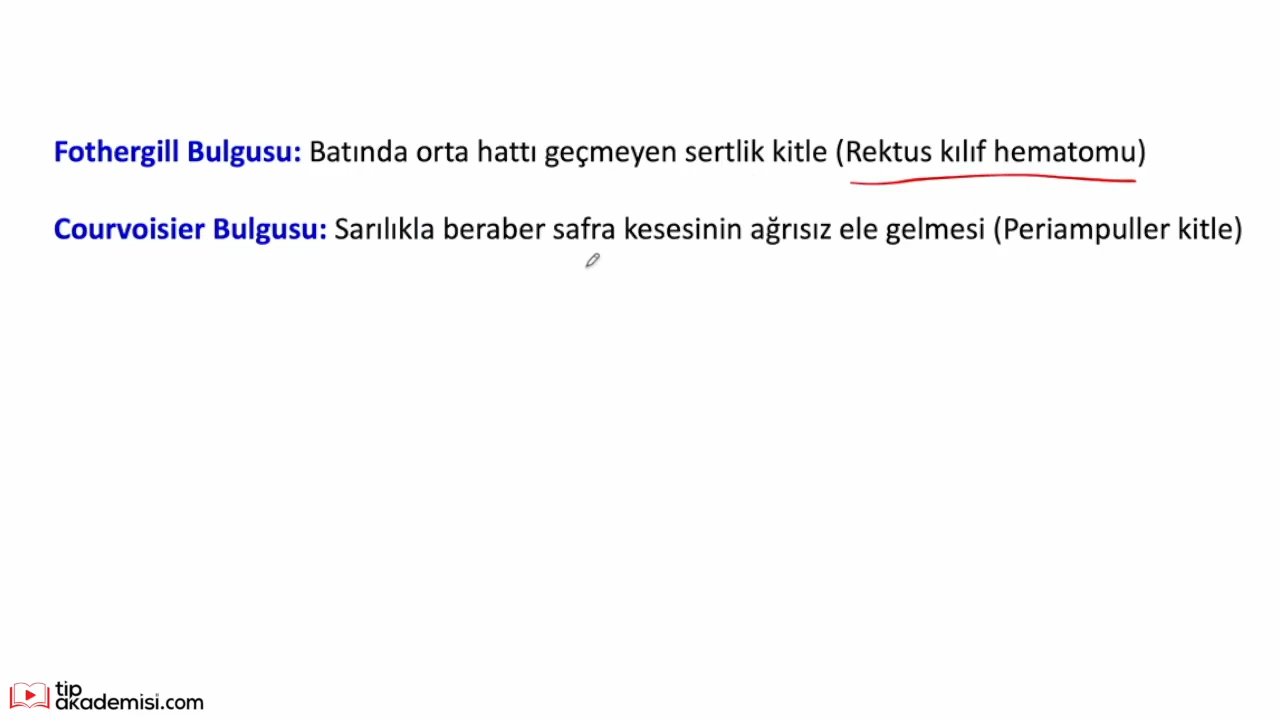 Fothergill Bulgusu: Batında orta hattı geçmeyen sertlik kitle (Rektus kılıf hematomu)
Courvoisier Bulgusu: Sarılıkla beraber safra kesesinin ağrısız ele gelmesi (Periampuller kitle)
tip
akademisi.com